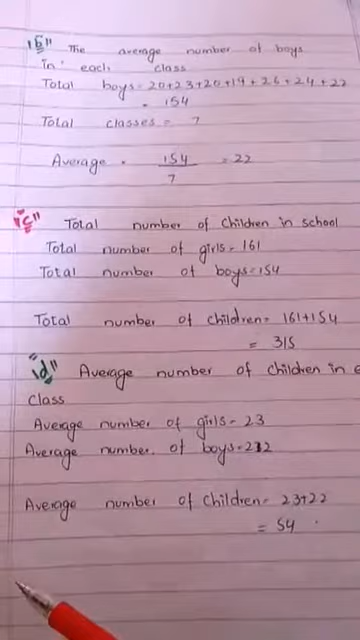 "b" The average number of boys
in each class
Total boys = 20+23+20+19+26+24+22
= 154
Total classes = 7
Average = 154/7 = 22
"c" Total number of Children in school
Total number of girls = 161
Total number of boys = 154
Total number of children = 161+154
= 315
"d" Average number of children in e
class
Average number of girls = 23
Average number of boys = 22
Average number of Children = 23+22
= 54